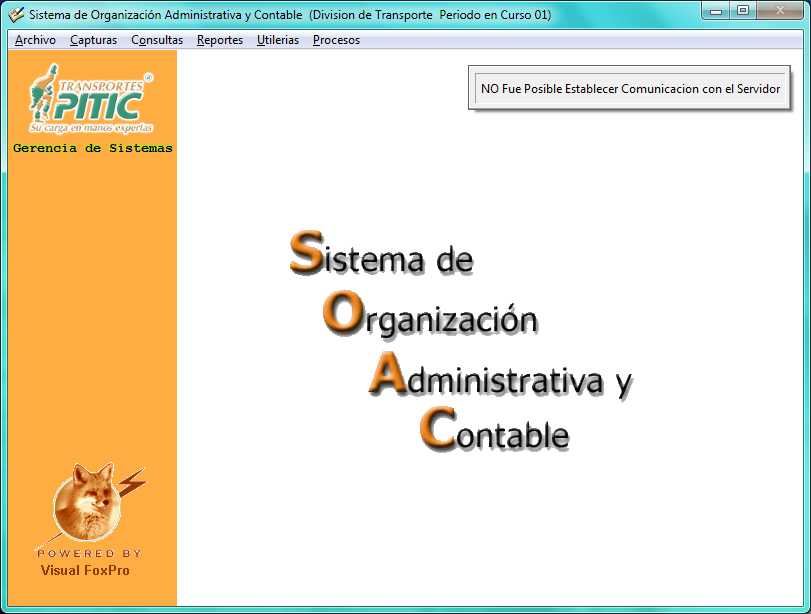 Sistema de Organización Administrativa y Contable (Division de Transporte Periodo en Curso 01)
Archivo Capturas Consultas Reportes Utilerias Procesos
TRANSPORTES ®
PITIC
Su carga en manos expertas
Gerencia de Sistemas
NO Fue Posible Establecer Comunicacion con el Servidor
Sistema de
Organización
Administrativa y
Contable
POWERED BY
Visual FoxPro